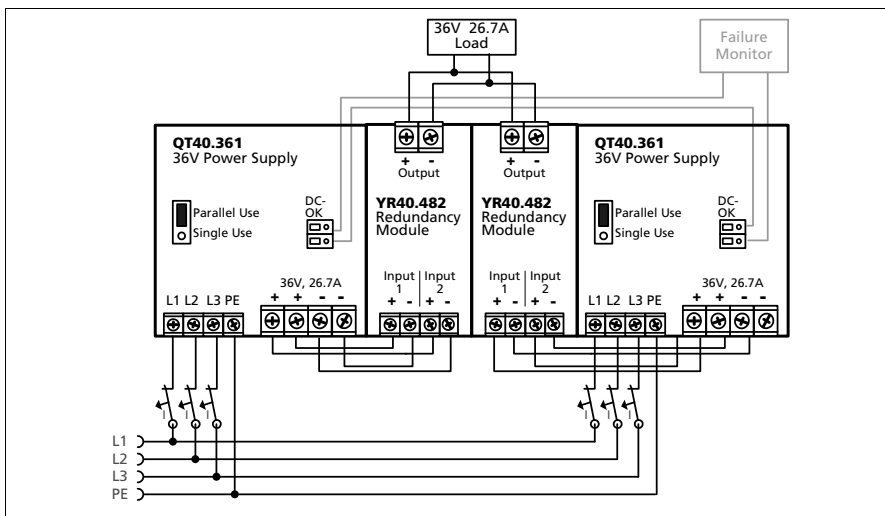 36V 26.7A
Load
Failure
Monitor
QT40.361
36V Power Supply
Parallel Use
Single Use
DC-
OK
36V, 26.7A
+ + - -
L1 L2 L3 PE
+ -
Output
YR40.482
Redundancy
Module
Input Input
1 2
+ - + -
+ -
Output
YR40.482
Redundancy
Module
Input Input
1 2
+ - + -
QT40.361
36V Power Supply
Parallel Use
Single Use
DC-
OK
36V, 26.7A
+ + - -
L1 L2 L3 PE
I I I
I I I
L1
L2
L3
PE